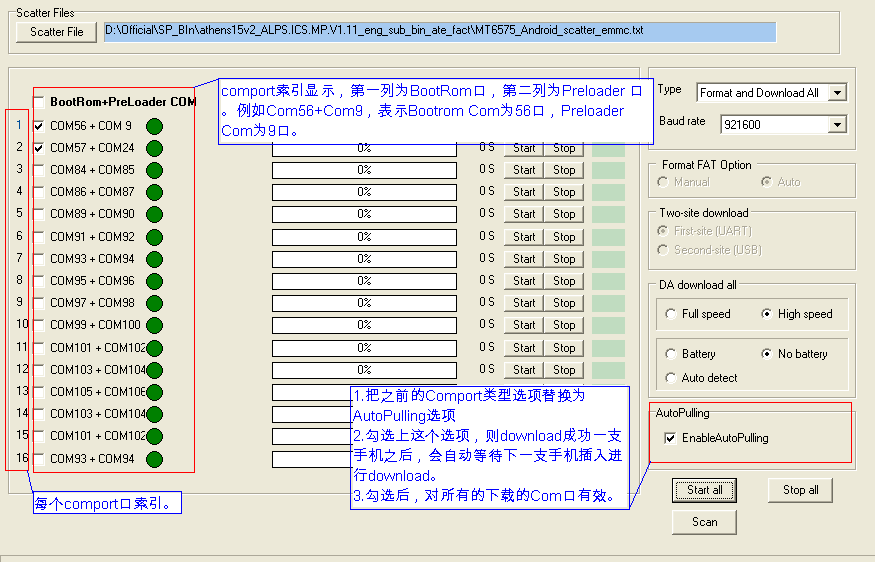 Scatter Files
Scatter File
D:\Official\SP_BIn\athens15v2_ALPS.ICS.MP.V1.11_eng_sub_bin_ate_fact\MT6575_Android_scatter_emmc.txt
BootRom+PreLoader COM
comport索引显示，第一列为BootRom口，第二列为Preloader 口
。例如Com56+Com9，表示Bootrom Com为56口，Preloader
Com为9口。
1 COM56 + COM 9
2 COM57 + COM24 0% 0 S Start Stop
3 COM84 + COM85 0% 0 S Start Stop
4 COM86 + COM87 0% 0 S Start Stop
5 COM89 + COM90 0% 0 S Start Stop
6 COM91 + COM92 0% 0 S Start Stop
7 COM93 + COM94 0% 0 S Start Stop
8 COM95 + COM96 0% 0 S Start Stop
9 COM97 + COM98 0% 0 S Start Stop
10 COM99 + COM100 0% 0 S Start Stop
11 COM101 + COM102 0% 0 S Start Stop
12 COM103 + COM104 0% 0 S Start Stop
13 COM105 + COM106
14 COM103 + COM104
15 COM101 + COM102
16 COM93 + COM94
每个comport口索引。
1.把之前的Comport类型选项替换为
AutoPulling选项
2.勾选上这个选项，则download成功一支
手机之后，会自动等待下一支手机插入进
行download。
3.勾选后，对所有的下载的Com口有效。
Type Format and Download All
Baud rate 921600
Format FAT Option
Manual Auto
Two-site download
First-site (UART)
Second-site (USB)
DA download all
Full speed High speed
Battery No battery
Auto detect
AutoPulling
EnableAutoPulling
Start all Stop all
Scan